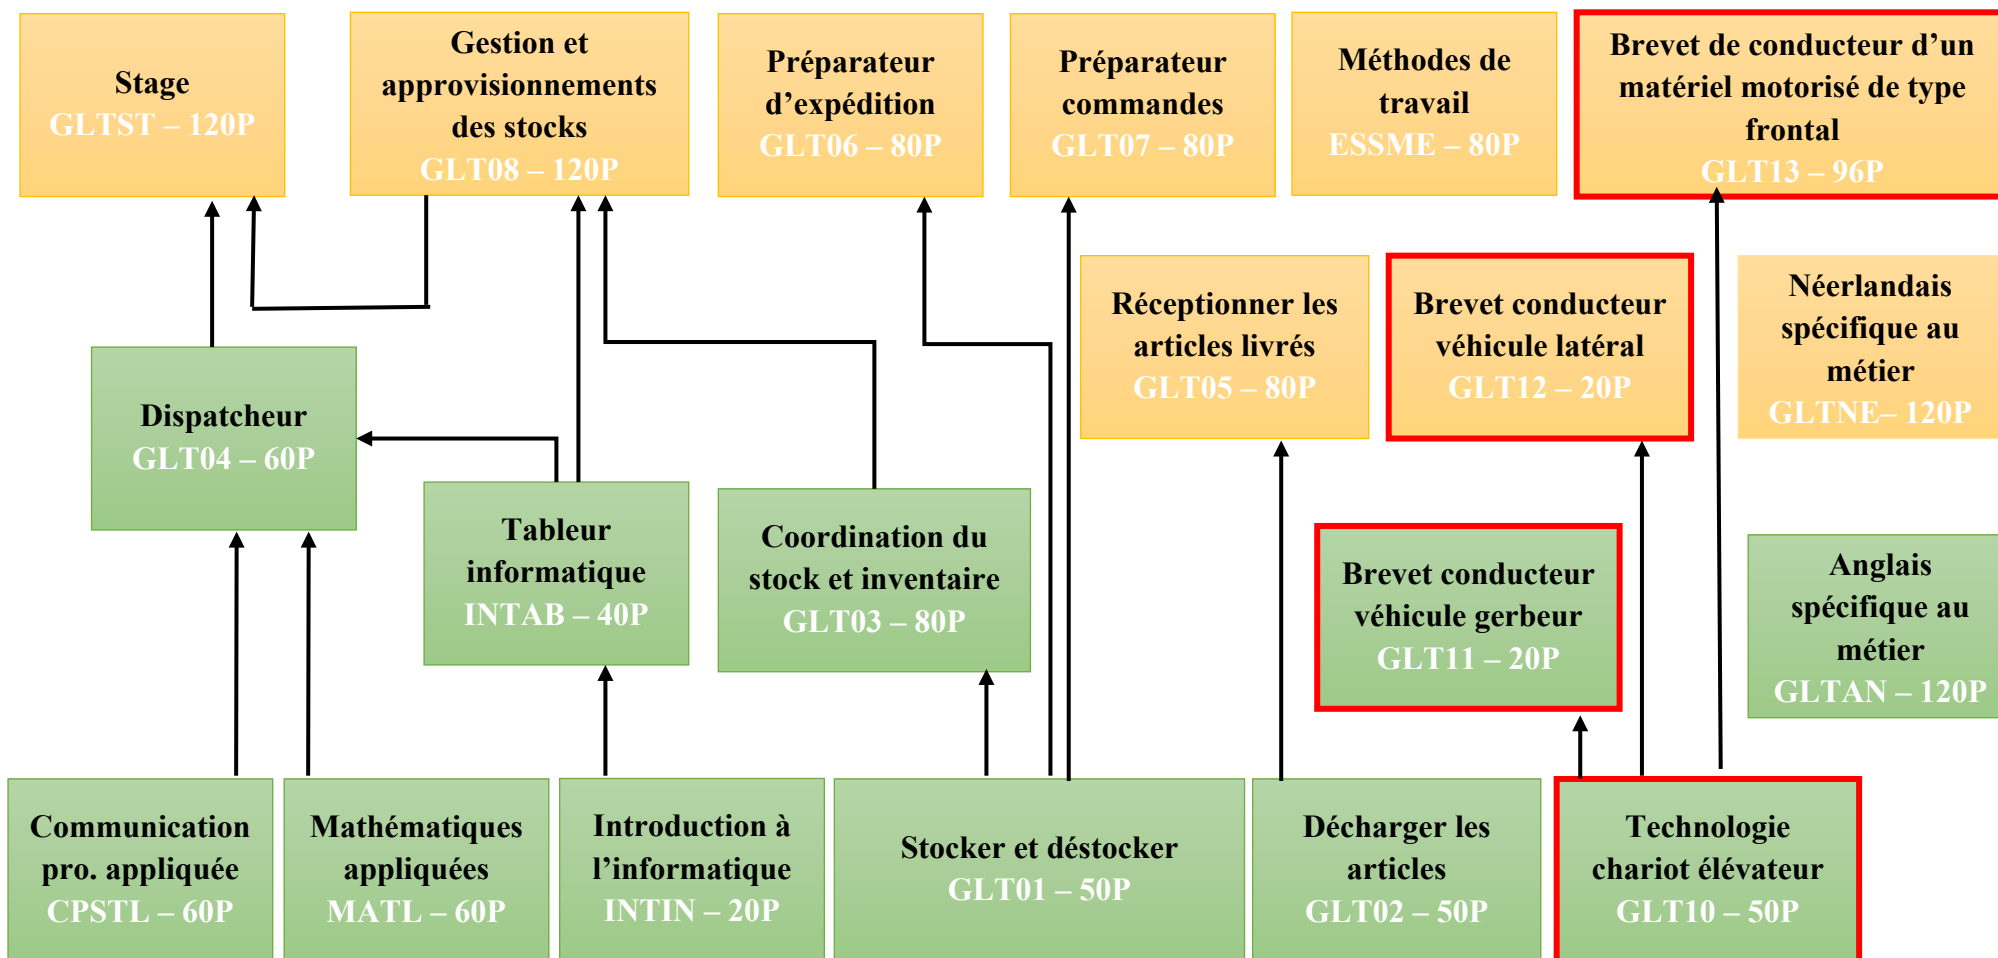 Stage
GLTST – 120P
Gestion et
approvisionnements
des stocks
GLT08 – 120P
Préparateur
d’expédition
GLT06 – 80P
Préparateur
commandes
GLT07 – 80P
Méthodes de
travail
ESSME – 80P
Brevet de conducteur d’un
matériel motorisé de type
frontal
GLT13 – 96P
Réceptionner les
articles livrés
GLT05 – 80P
Brevet conducteur
véhicule latéral
GLT12 – 20P
Néerlandais
spécifique au
métier
GLTNE– 120P
Dispatcheur
GLT04 – 60P
Tableur
informatique
INTAB – 40P
Coordination du
stock et inventaire
GLT03 – 80P
Brevet conducteur
véhicule gerbeur
GLT11 – 20P
Anglais
spécifique au
métier
GLTAN – 120P
Communication
pro. appliquée
CPSTL – 60P
Mathématiques
appliquées
MATL – 60P
Introduction à
l’informatique
INTIN – 20P
Stocker et déstocker
GLT01 – 50P
Décharger les
articles
GLT02 – 50P
Technologie
chariot élévateur
GLT10 – 50P